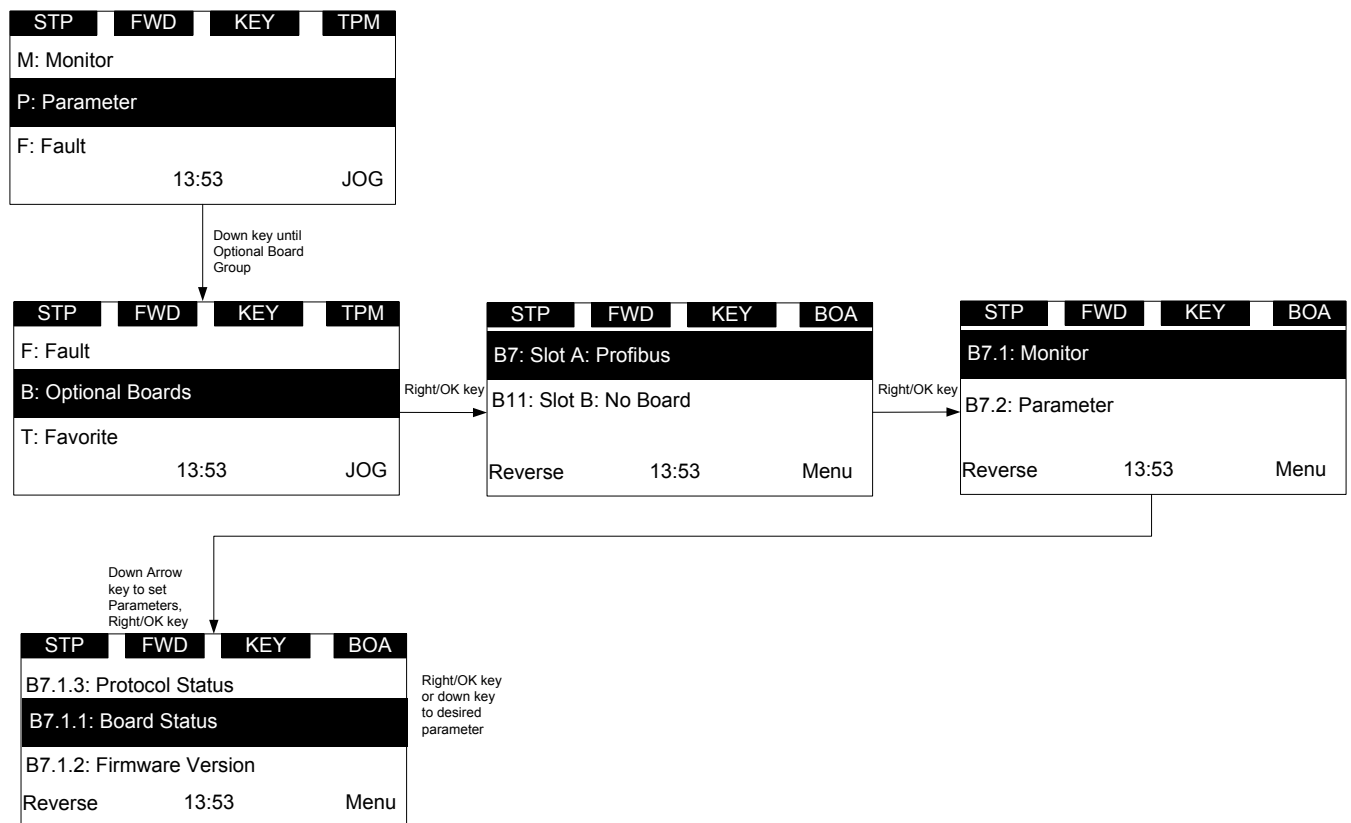 STP FWD KEY TPM
M: Monitor
P: Parameter
F: Fault
13:53 JOG
Down key until
Optional Board
Group
STP FWD KEY TPM
F: Fault
B: Optional Boards
T: Favorite
13:53 JOG
Right/OK key
STP FWD KEY BOA
B7: Slot A: Profibus
B11: Slot B: No Board
Reverse 13:53 Menu
Right/OK key
STP FWD KEY BOA
B7.1: Monitor
B7.2: Parameter
Reverse 13:53 Menu
Down Arrow
key to set
Parameters,
Right/OK key
STP FWD KEY BOA
B7.1.3: Protocol Status
B7.1.1: Board Status
B7.1.2: Firmware Version
Reverse 13:53 Menu
Right/OK key
or down key
to desired
parameter